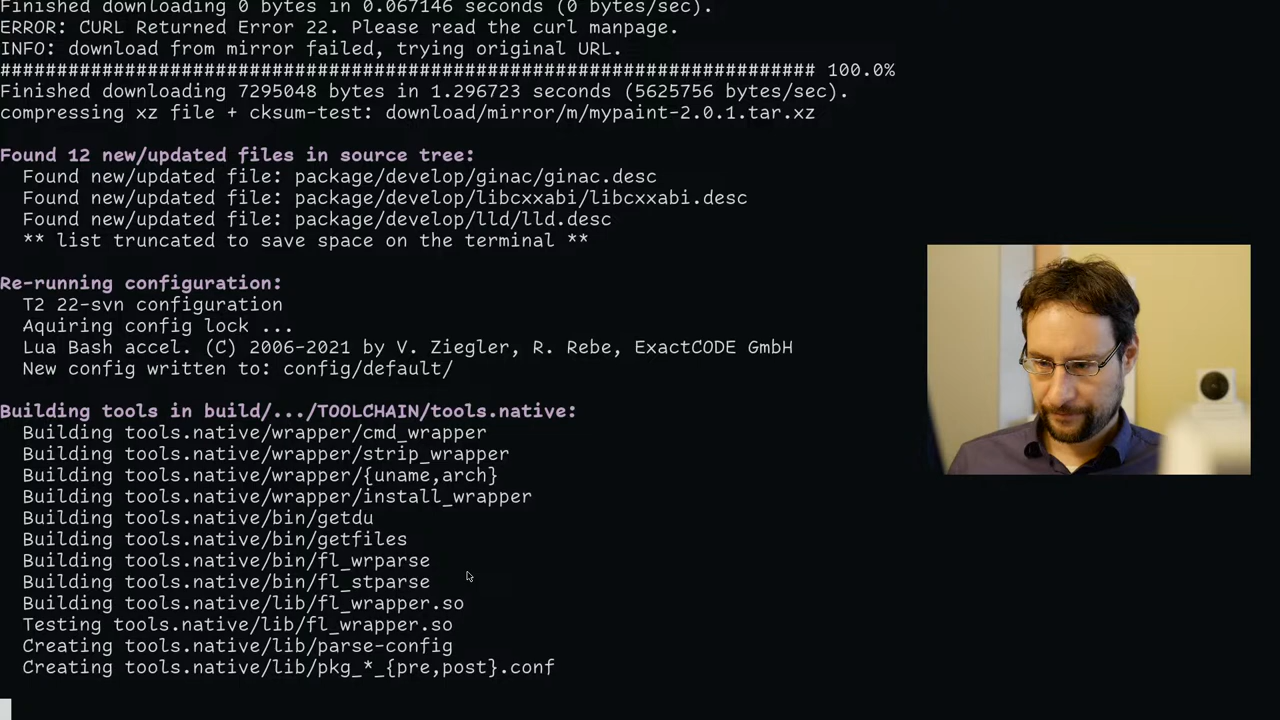 Finished downloading 0 bytes in 0.067146 seconds (0 bytes/sec).
ERROR: CURL Returned Error 22. Please read the curl manpage.
INFO: download from mirror failed, trying original URL.
######################################################################## 100.0%
Finished downloading 7295048 bytes in 1.296723 seconds (5625756 bytes/sec).
compressing xz file + cksum-test: download/mirror/m/mypaint-2.0.1.tar.xz
Found 12 new/updated files in source tree:
Found new/updated file: package/develop/ginac/ginac.desc
Found new/updated file: package/develop/libcxxabi/libcxxabi.desc
Found new/updated file: package/develop/lld/lld.desc
** list truncated to save space on the terminal **
Re-running configuration:
T2 22-svn configuration
Aquiring config lock ...
Lua Bash accel. (C) 2006-2021 by V. Ziegler, R. Rebe, ExactCODE GmbH
New config written to: config/default/
Building tools in build/.../TOOLCHAIN/tools.native:
Building tools.native/wrapper/cmd_wrapper
Building tools.native/wrapper/strip_wrapper
Building tools.native/wrapper/{uname,arch}
Building tools.native/wrapper/install_wrapper
Building tools.native/bin/getdu
Building tools.native/bin/getfiles
Building tools.native/bin/fl_wrparse
Building tools.native/bin/fl_stparse
Building tools.native/lib/fl_wrapper.so
Testing tools.native/lib/fl_wrapper.so
Creating tools.native/lib/parse-config
Creating tools.native/lib/pkg_*_{pre,post}.conf